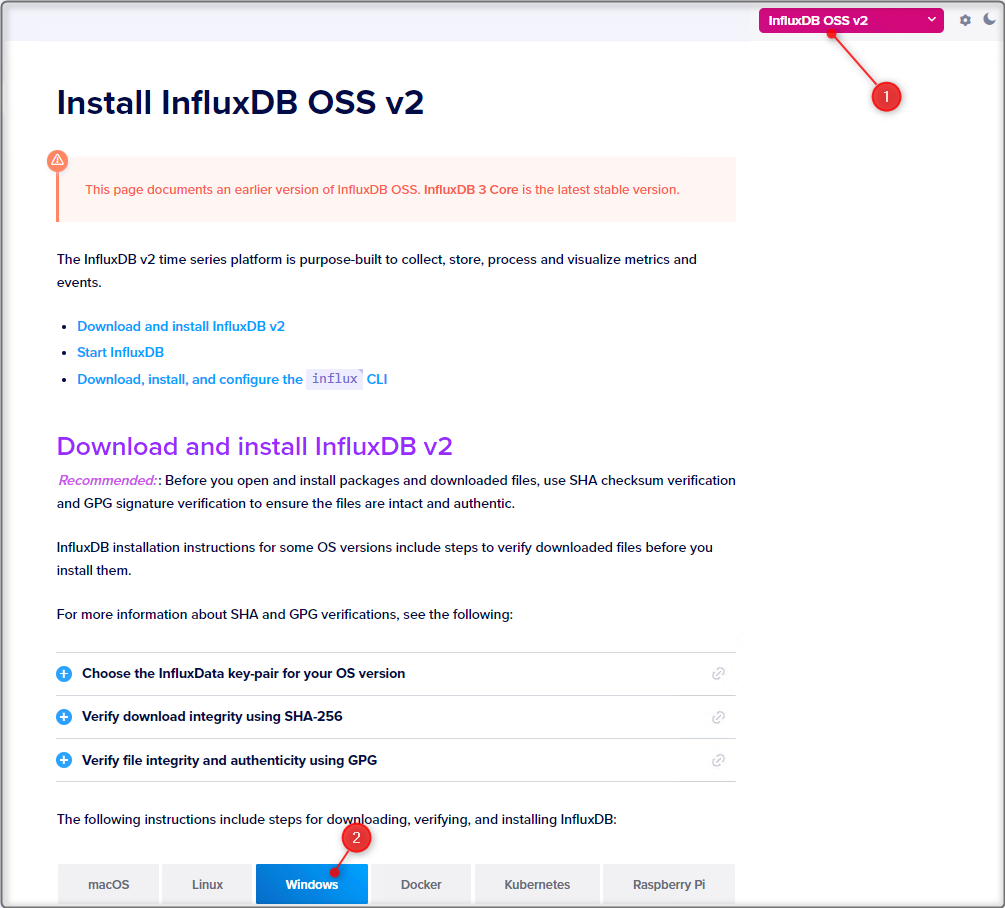 InfluxDB OSS v2
1
Install InfluxDB OSS v2
This page documents an earlier version of InfluxDB OSS. InfluxDB 3 Core is the latest stable version.
The InfluxDB v2 time series platform is purpose-built to collect, store, process and visualize metrics and
events.
• Download and install InfluxDB v2
• Start InfluxDB
• Download, install, and configure the influx CLI
Download and install InfluxDB v2
Recommended:: Before you open and install packages and downloaded files, use SHA checksum verification
and GPG signature verification to ensure the files are intact and authentic.
InfluxDB installation instructions for some OS versions include steps to verify downloaded files before you
install them.
For more information about SHA and GPG verifications, see the following:
Choose the InfluxData key-pair for your OS version
Verify download integrity using SHA-256
Verify file integrity and authenticity using GPG
The following instructions include steps for downloading, verifying, and installing InfluxDB:
2
macOS Linux Windows Docker Kubernetes Raspberry Pi